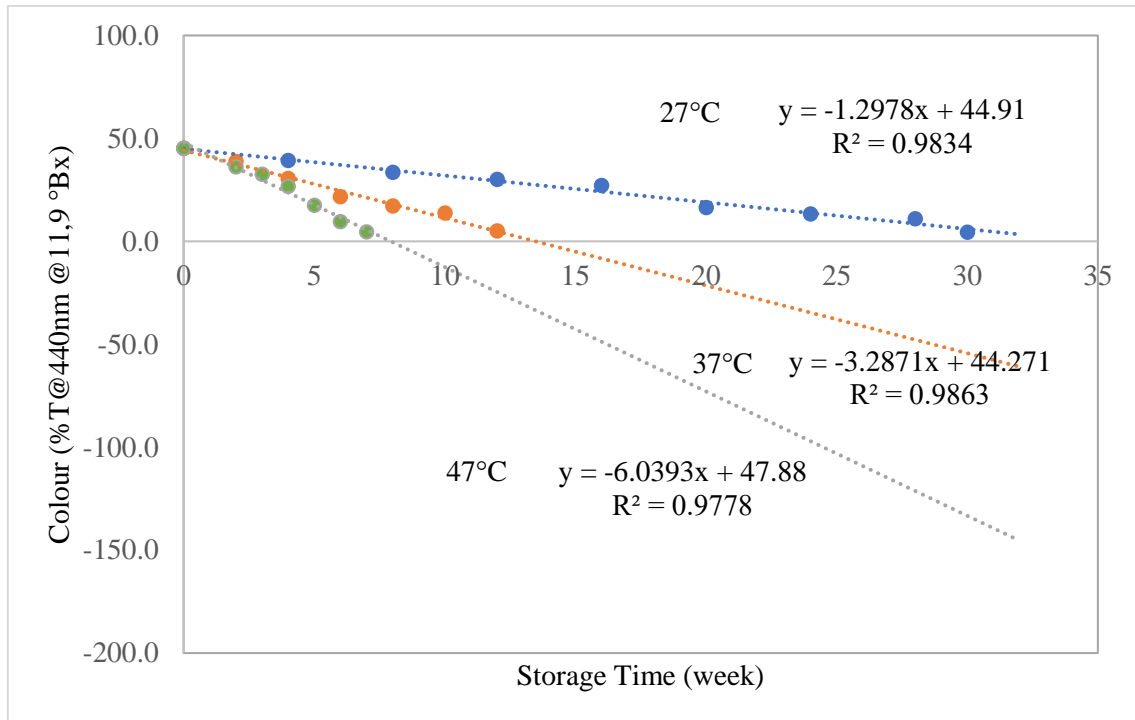 100.0
50.0
0.0
-50.0
-100.0
-150.0
-200.0
0
5
10
15
20
25
30
35
27°C y = -1.2978x + 44.91
R² = 0.9834
37°C y = -3.2871x + 44.271
R² = 0.9863
47°C y = -6.0393x + 47.88
R² = 0.9778
Colour (%T@440nm @11,9 °Bx)
Storage Time (week)